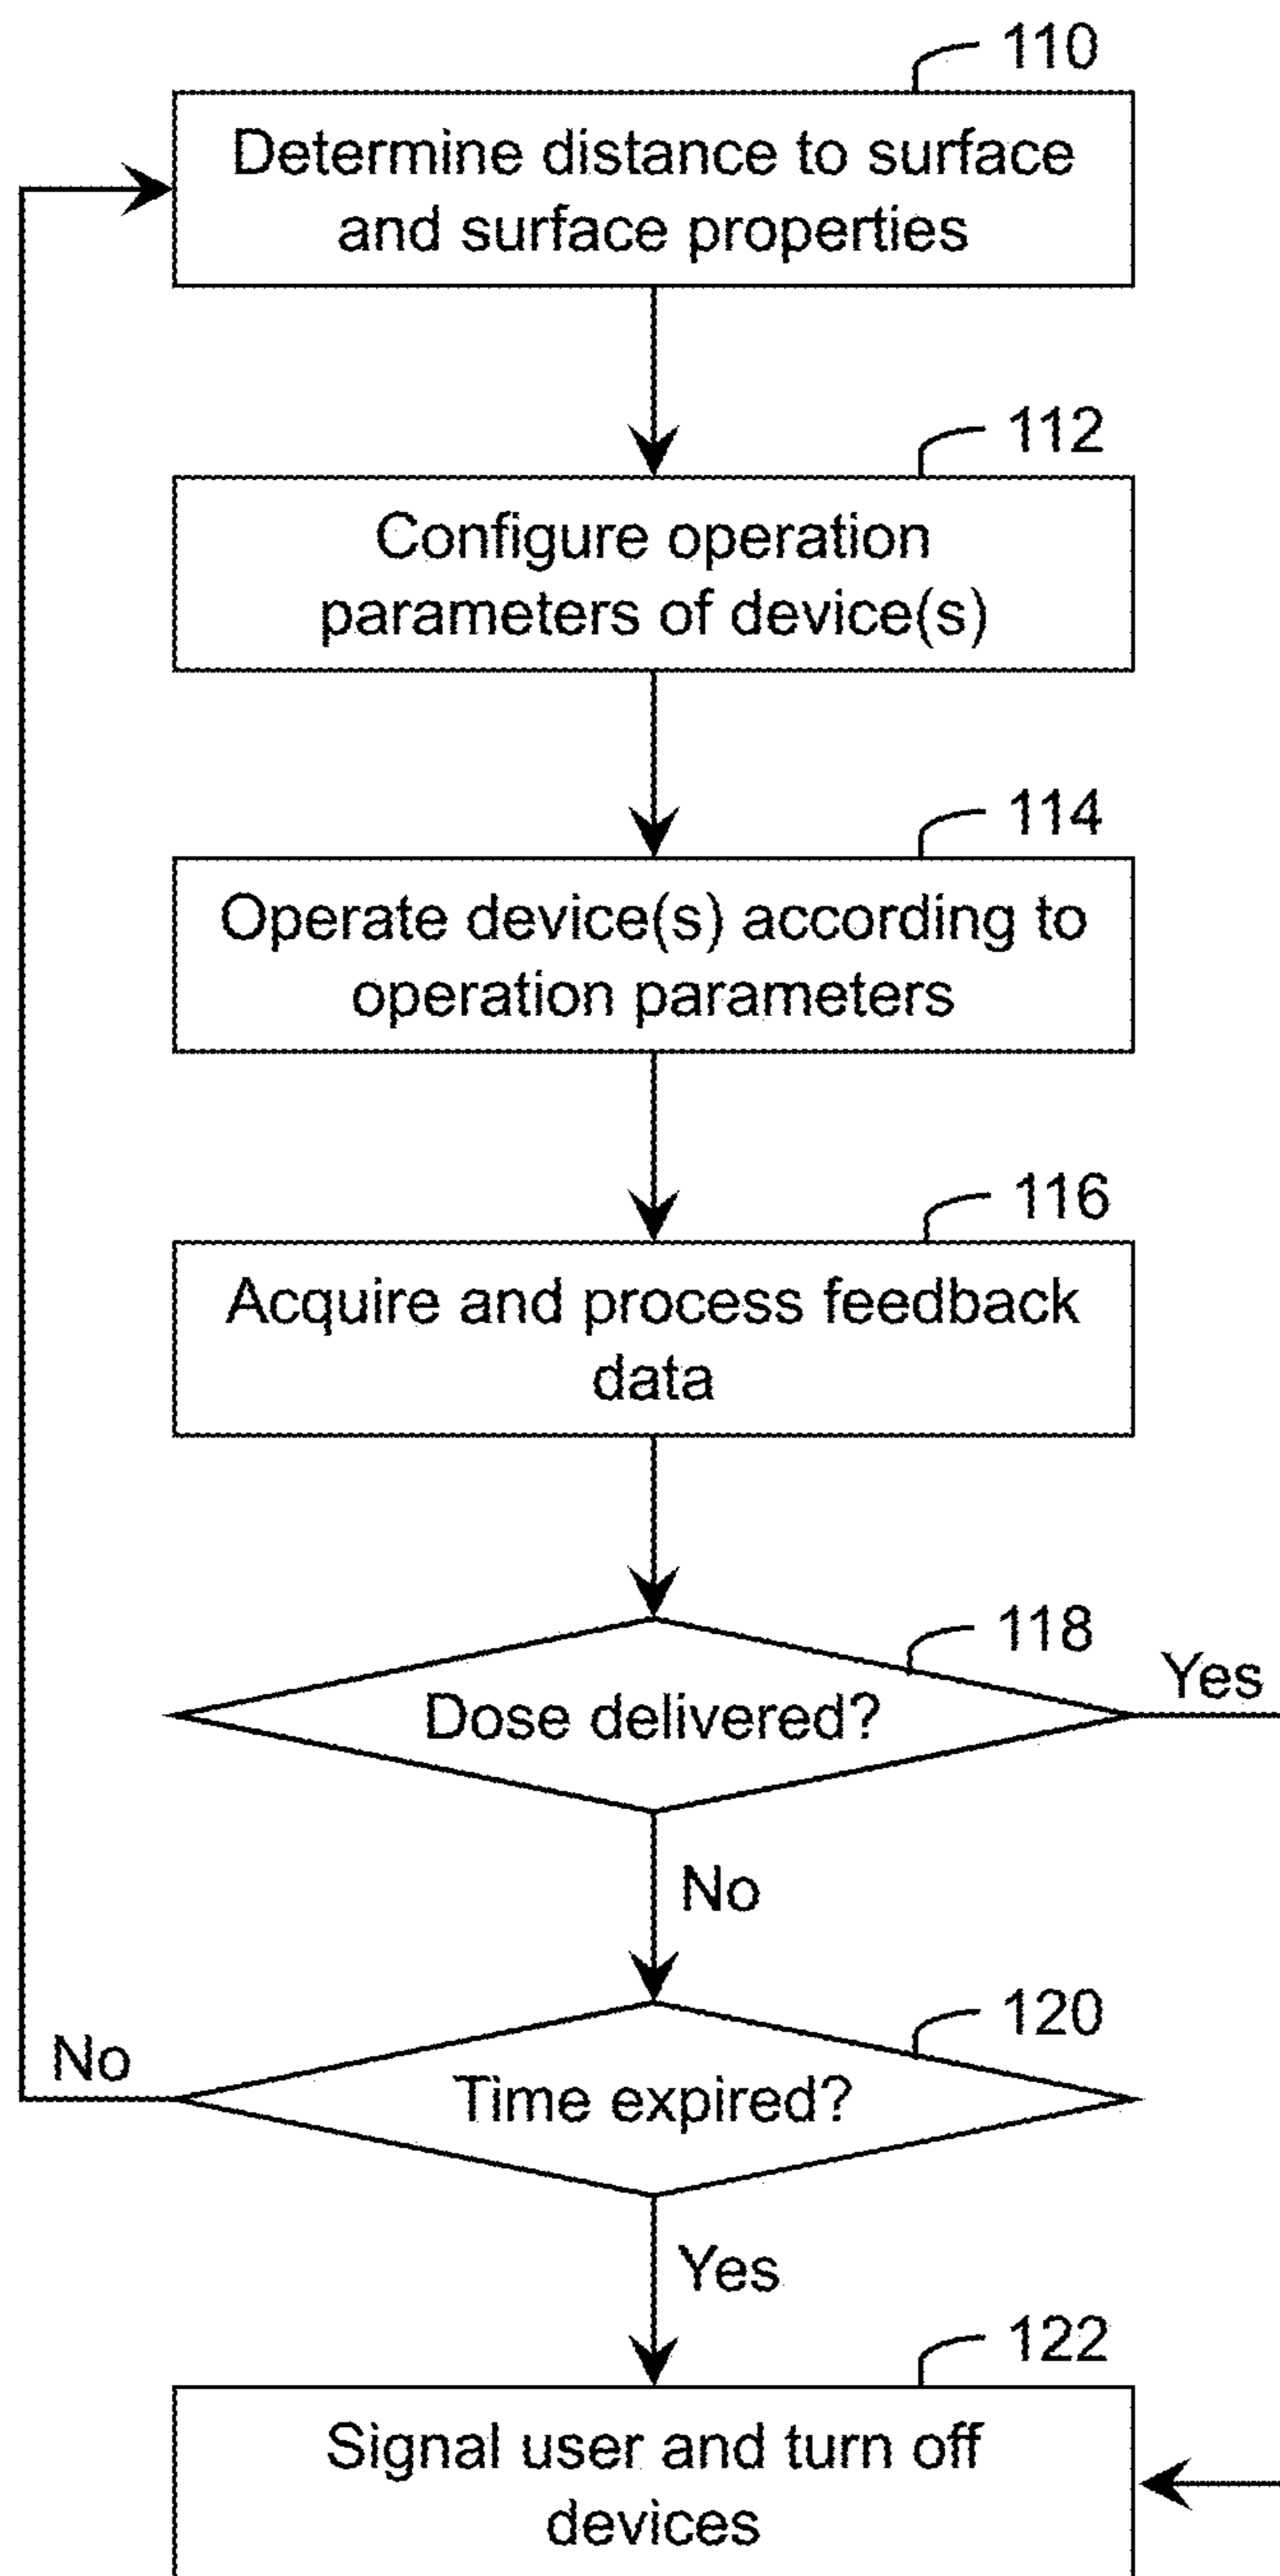 110
Determine distance to surface
and surface properties
112
Configure operation
parameters of device(s)
114
Operate device(s) according to
operation parameters
116
Acquire and process feedback
data
118
Yes
Dose delivered?
No
120
No
Time expired?
Yes
122
Signal user and turn off
devices